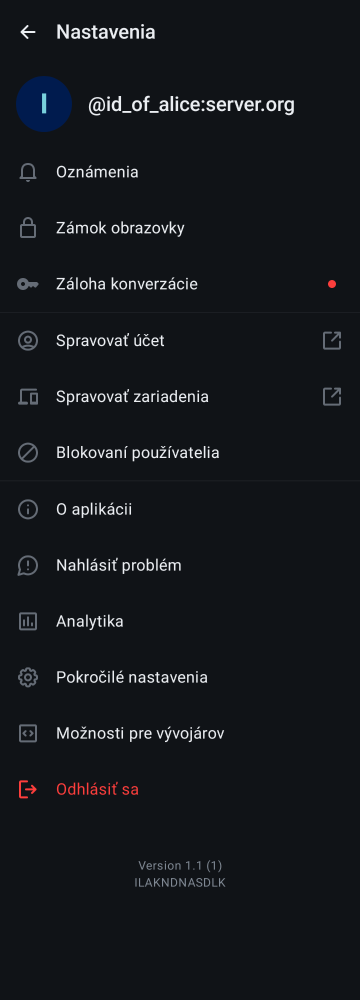 Nastavenia
I
@id_of_alice:server.org
Oznámenia
Zámok obrazovky
Záloha konverzácie
Spravovať účet
Spravovať zariadenia
Blokovaní používatelia
O aplikácii
Nahlásiť problém
Analytika
Pokročilé nastavenia
Možnosti pre vývojárov
Odhlásiť sa
Version 1.1 (1)
ILAKNDNASDLK